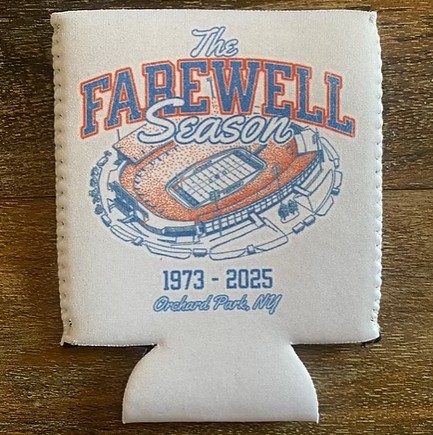 The
FAREWELL
Season
1973 - 2025
Orchard Park, NY